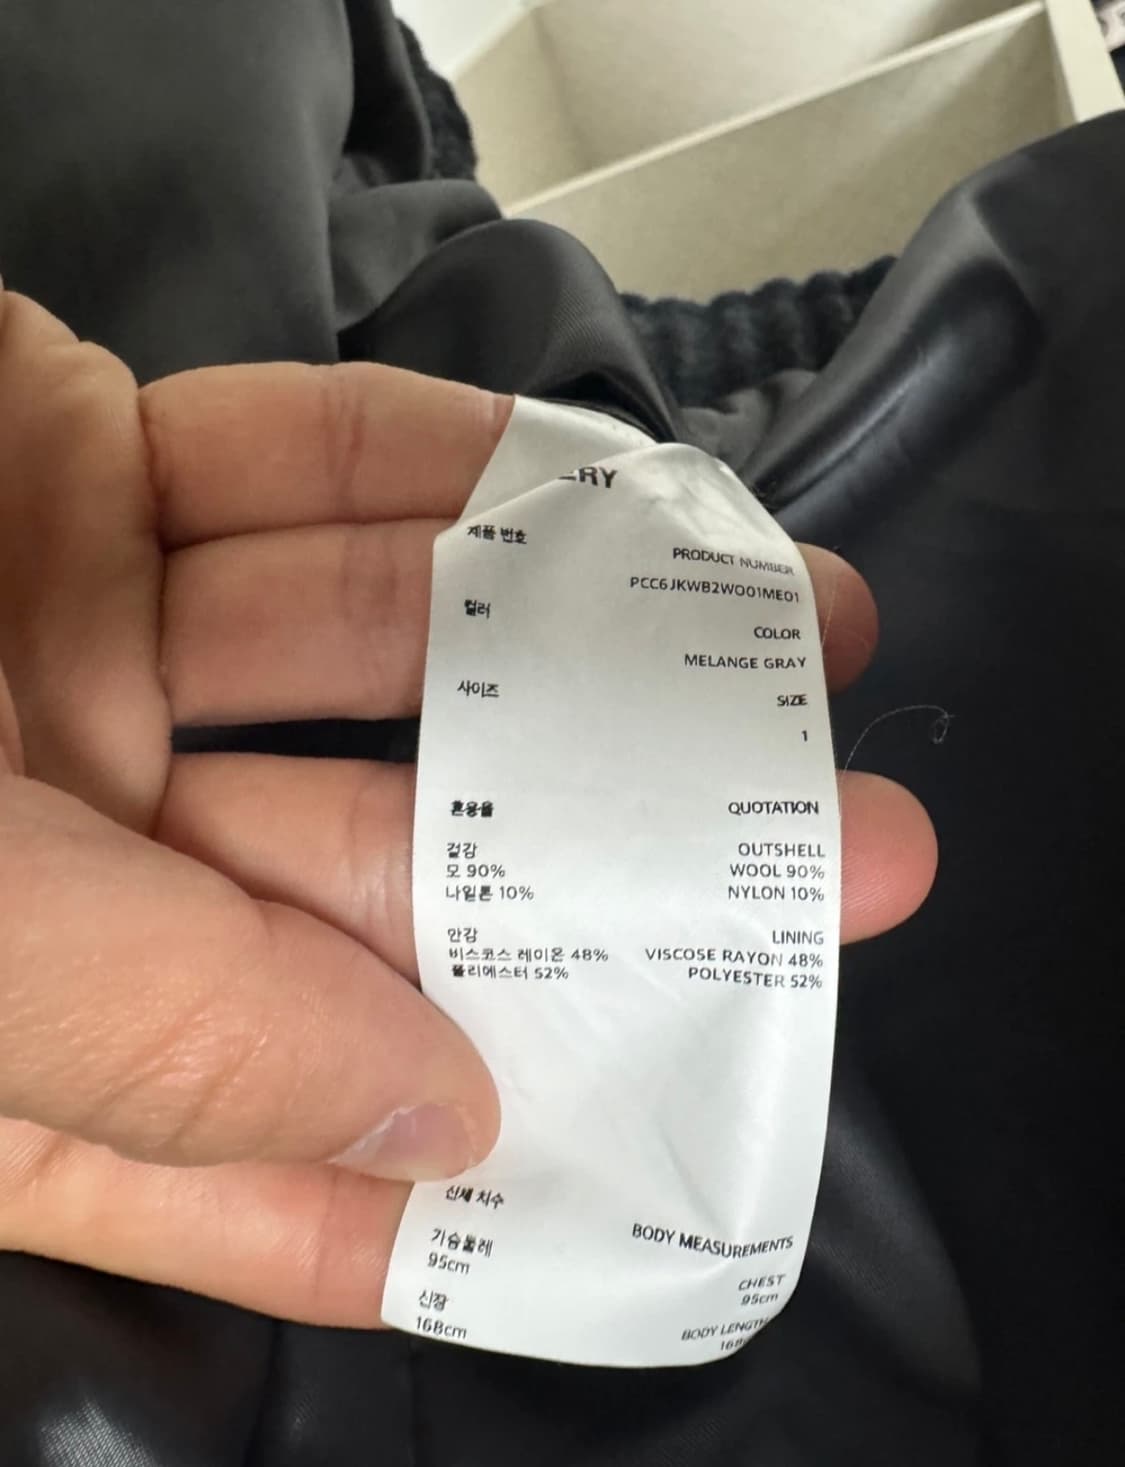 ERY
제품 번호
PRODUCT NUMBER
PCC6JKWB2WO01ME01
컬러
COLOR
MELANGE GRAY
사이즈
SIZE
1
혼용율 QUOTATION
겉감 OUTSHELL
모 90% WOOL 90%
나일론 10% NYLON 10%
안감 LINING
비스코스 레이온 48% VISCOSE RAYON 48%
폴리에스터 52% POLYESTER 52%
신체 치수
BODY MEASUREMENTS
가슴둘레
95cm
CHEST
95cm
신장
168cm
BODY LENGTH